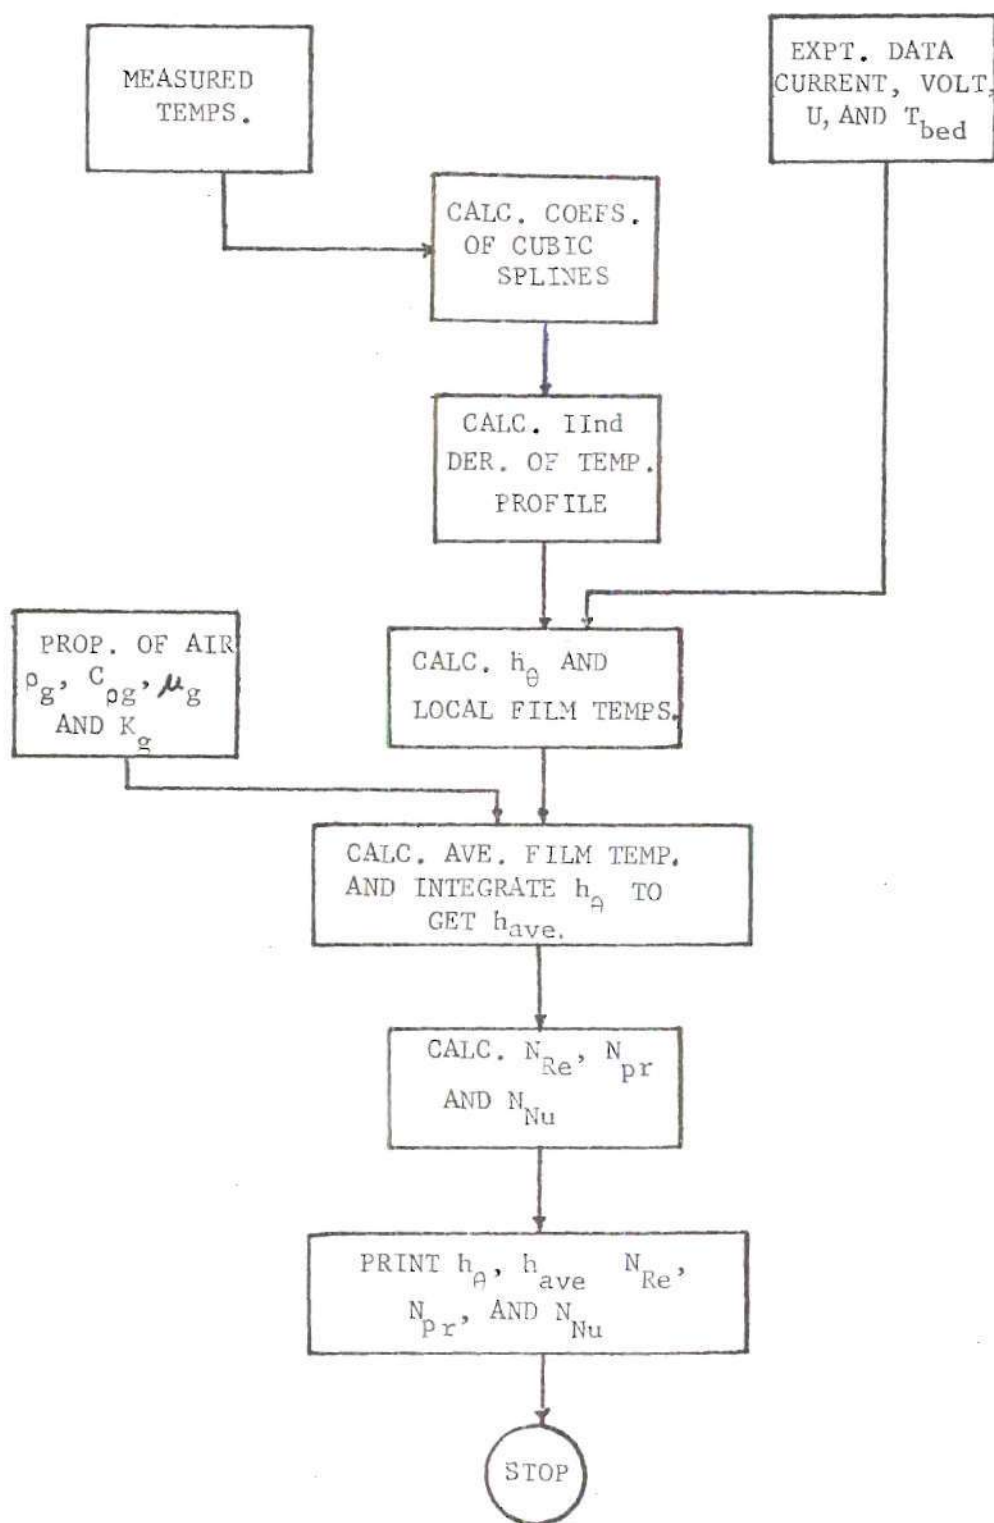 MEASURED
TEMPS.
EXPT. DATA
CURRENT, VOLT,
U, AND T_bed
CALC. COEFS.
OF CUBIC
SPLINES
CALC. IInd
DER. OF TEMP.
PROFILE
PROP. OF AIR
ρ_g, C_pg, μ_g
AND K_g
CALC. h_θ AND
LOCAL FILM TEMPS.
CALC. AVE. FILM TEMP.
AND INTEGRATE h_θ TO
GET h_ave.
CALC. N_Re, N_pr
AND N_Nu
PRINT h_θ, h_ave N_Re,
N_pr, AND N_Nu
STOP